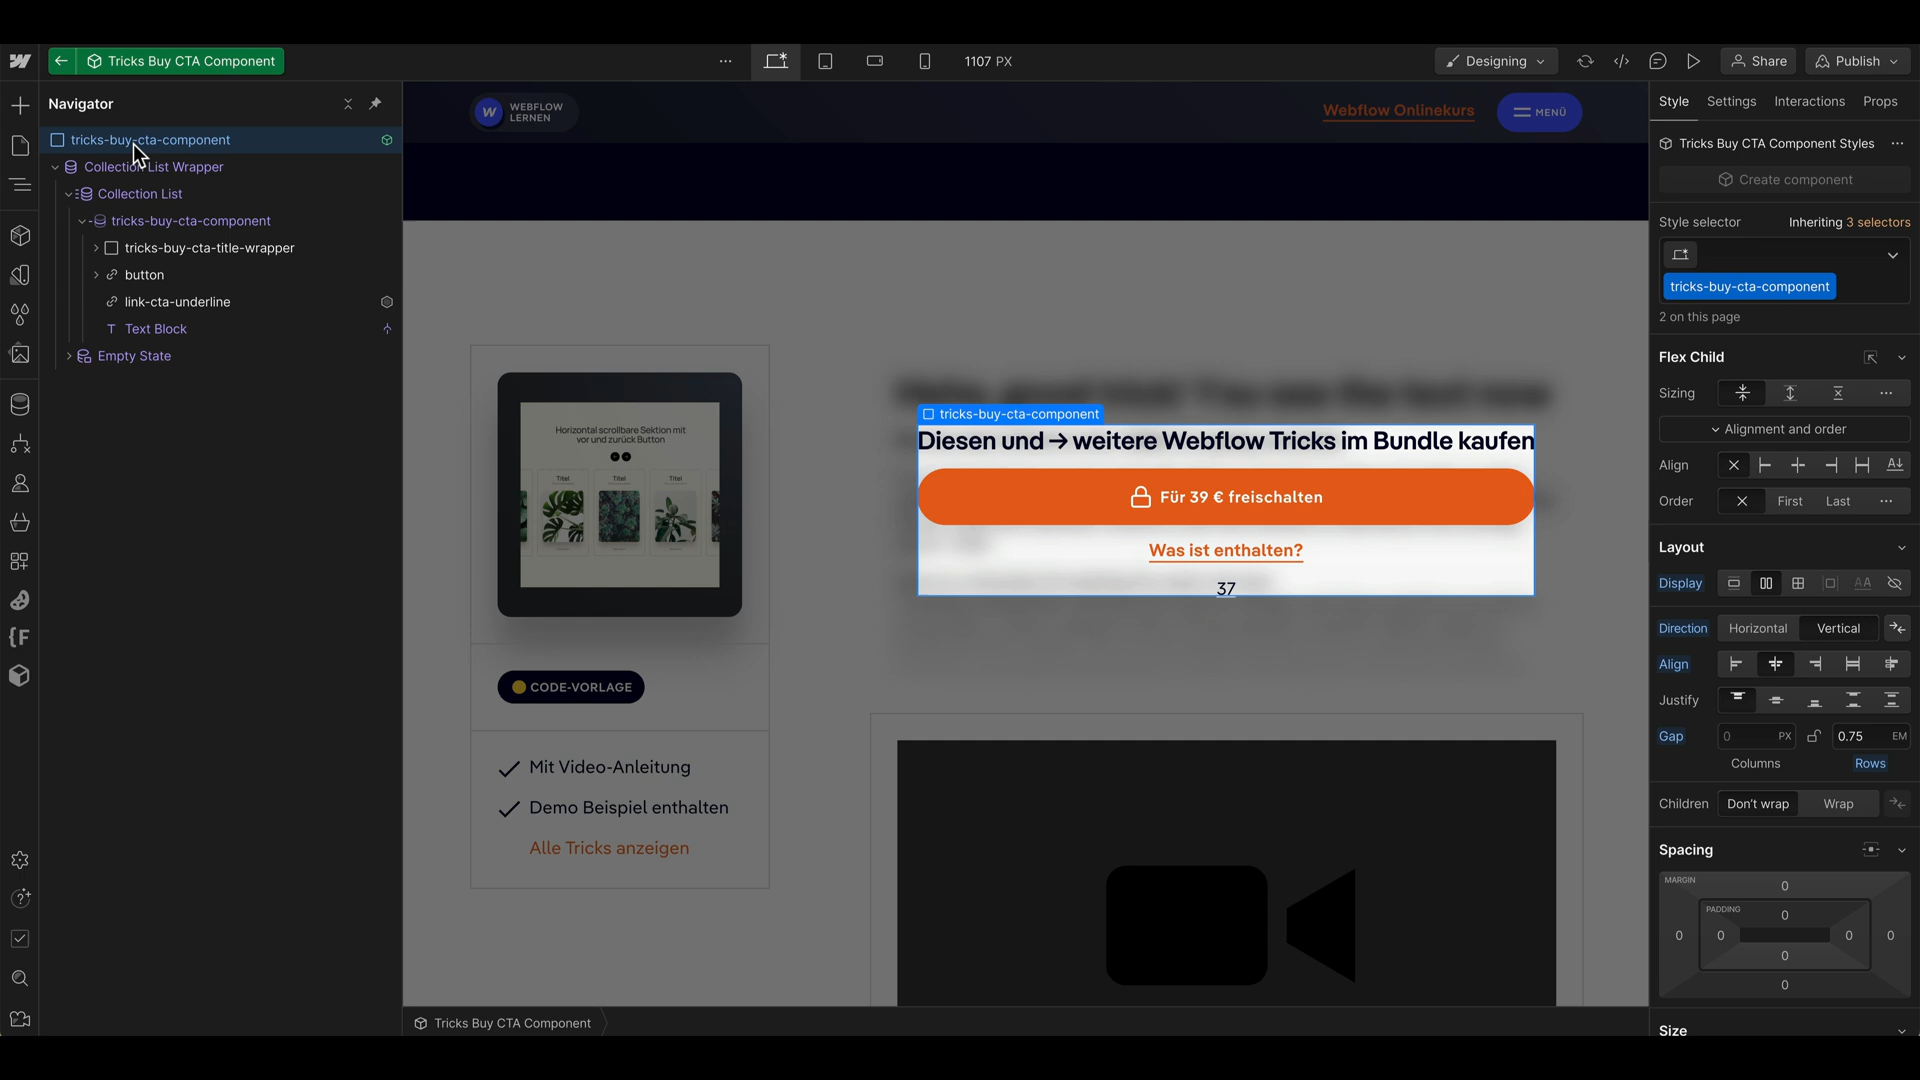 Tricks Buy CTA Component
1107 PX
Designing
Share
Publish
Navigator
tricks-buy-cta-component
Collection List Wrapper
Collection List
tricks-buy-cta-component
tricks-buy-cta-title-wrapper
button
link-cta-underline
T Text Block
Empty State
W WEBFLOW
LERNEN
Webflow Onlinekurs
MENÜ
Horizontal scrollbare Sektion mit
vor und zurück Button
Titel Titel Titel
CODE-VORLAGE
Mit Video-Anleitung
Demo Beispiel enthalten
Alle Tricks anzeigen
tricks-buy-cta-component
Diesen und → weitere Webflow Tricks im Bundle kaufen
Für 39 € freischalten
Was ist enthalten?
37
Tricks Buy CTA Component
Style Settings Interactions Props
Tricks Buy CTA Component Styles
Create component
Style selector Inheriting 3 selectors
tricks-buy-cta-component
2 on this page
Flex Child
Sizing
Alignment and order
Align
Order First Last
Layout
Display
Direction Horizontal Vertical
Align
Justify
Gap 0 PX 0.75 EM
Columns Rows
Children Don't wrap Wrap
Spacing
MARGIN 0
PADDING 0
0 0 0 0
0
0
Size